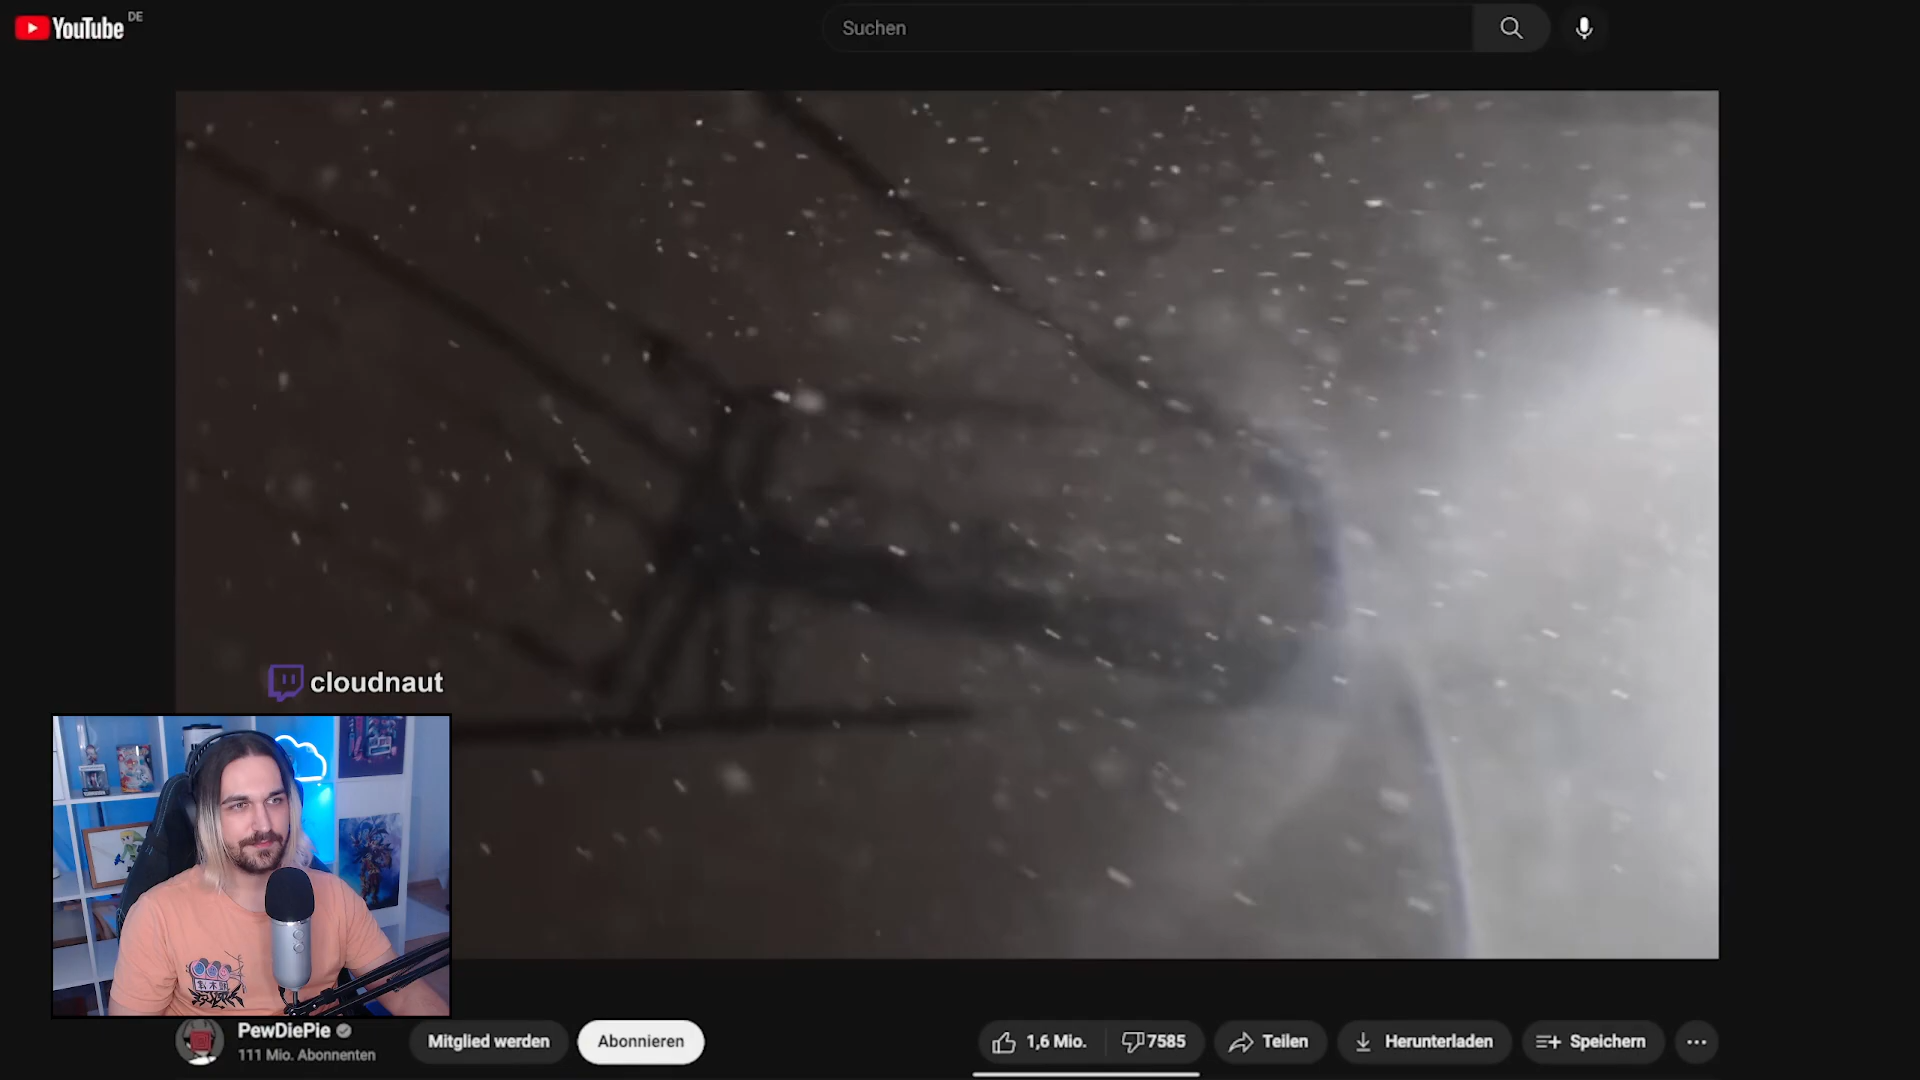 YouTube DE
Suchen
cloudnaut
PewDiePie
111 Mio. Abonnenten
Mitglied werden
Abonnieren
1,6 Mio.
7585
Teilen
Herunterladen
Speichern